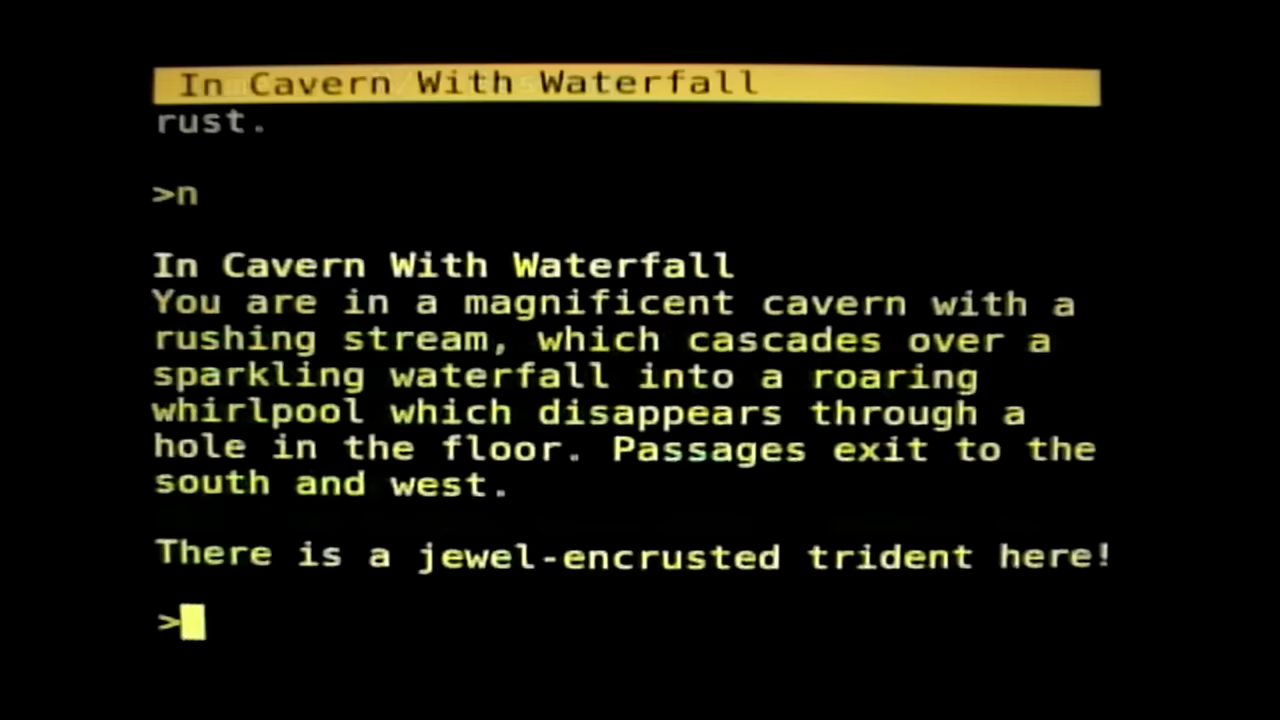 In Cavern With Waterfall
rust.
>n
In Cavern With Waterfall
You are in a magnificent cavern with a
rushing stream, which cascades over a
sparkling waterfall into a roaring
whirlpool which disappears through a
hole in the floor. Passages exit to the
south and west.
There is a jewel-encrusted trident here!
>